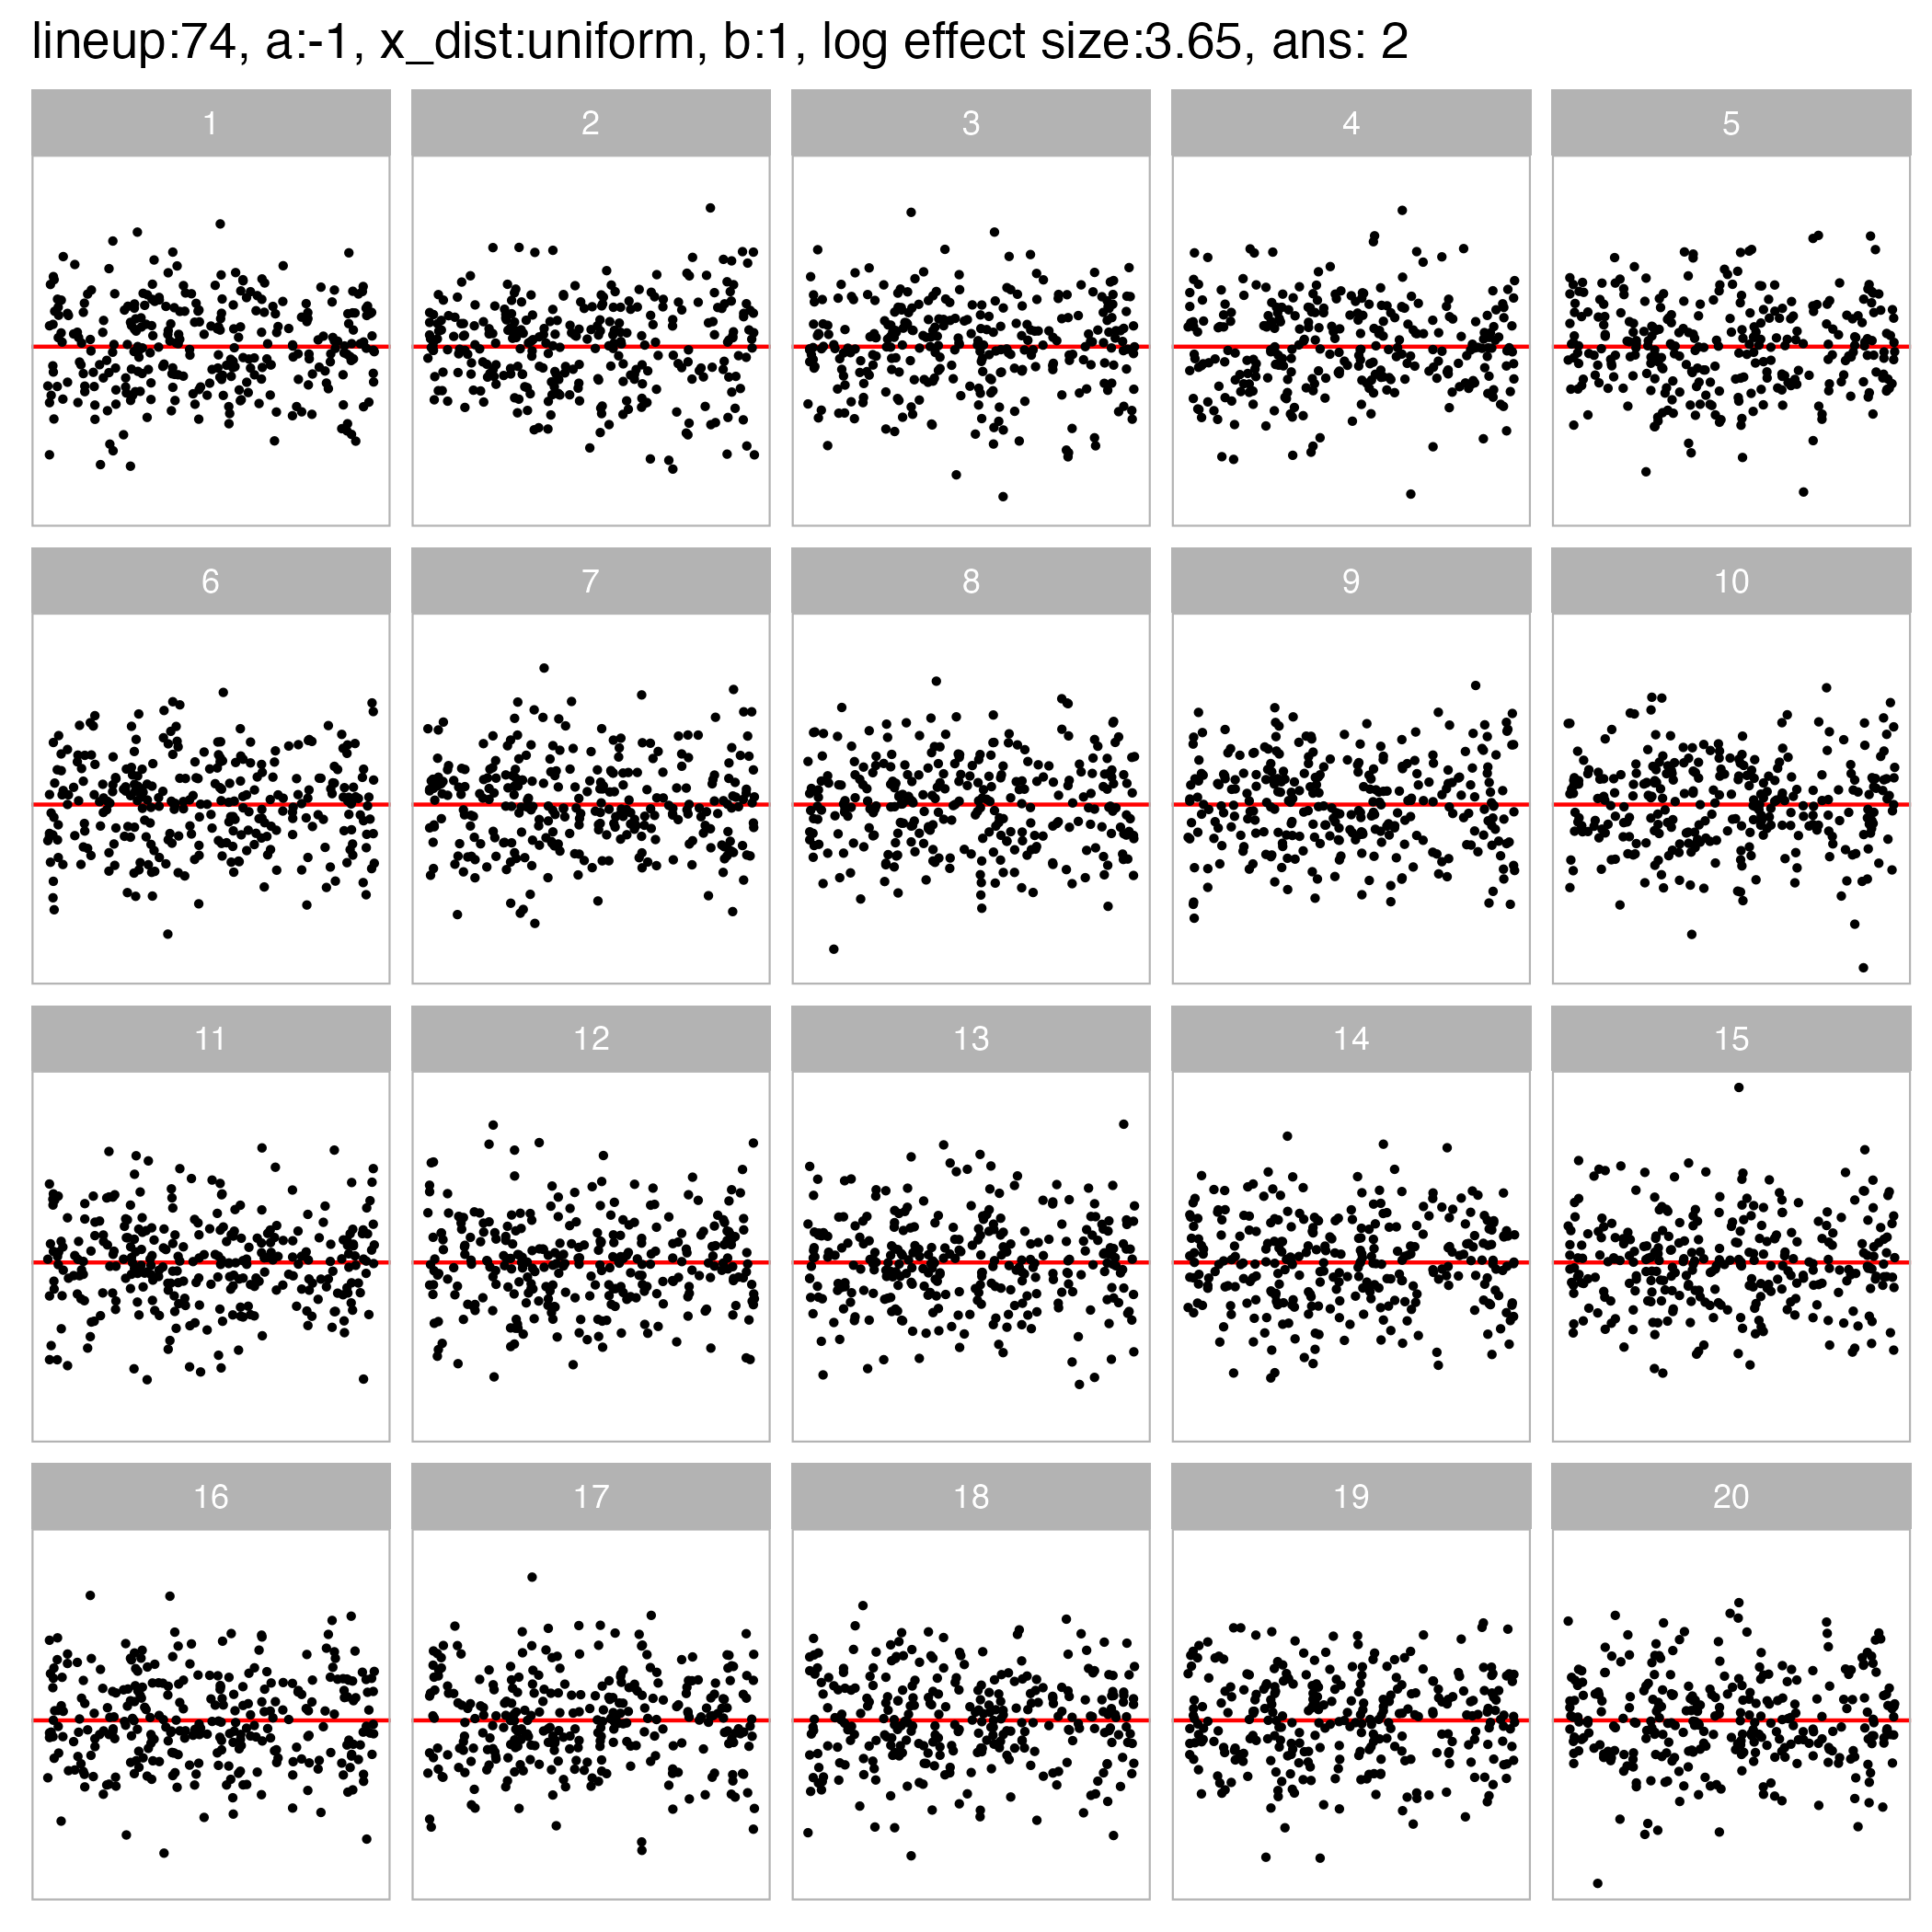 lineup:74, a:-1, x_dist:uniform, b:1, log effect size:3.65, ans: 2
1 2 3 4 5
6 7 8 9 10
11 12 13 14 15
16 17 18 19 20